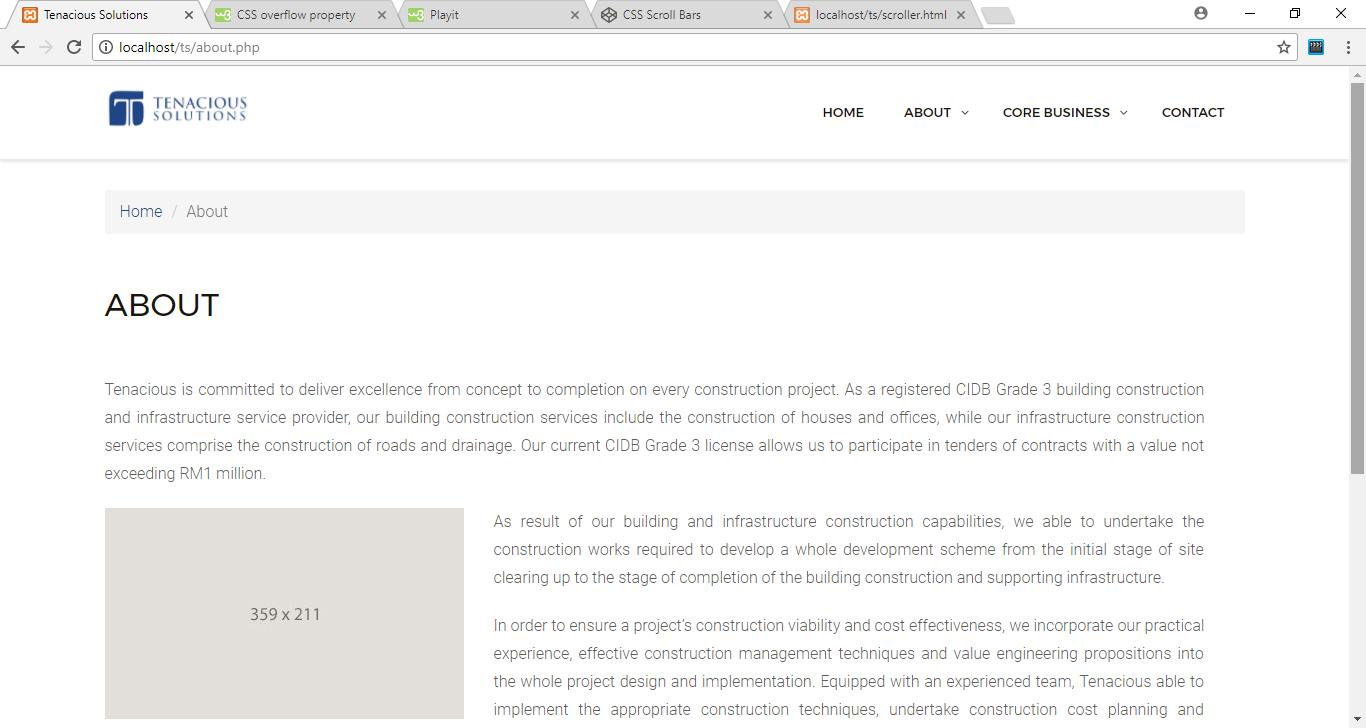 Tenacious Solutions
CSS overflow property
Playit
CSS Scroll Bars
localhost/ts/scroller.html
localhost/ts/about.php
TENACIOUS
SOLUTIONS
HOME
ABOUT
CORE BUSINESS
CONTACT
Home / About
ABOUT
Tenacious is committed to deliver excellence from concept to completion on every construction project. As a registered CIDB Grade 3 building construction
and infrastructure service provider, our building construction services include the construction of houses and offices, while our infrastructure construction
services comprise the construction of roads and drainage. Our current CIDB Grade 3 license allows us to participate in tenders of contracts with a value not
exceeding RM1 million.
359 x 211
As result of our building and infrastructure construction capabilities, we able to undertake the
construction works required to develop a whole development scheme from the initial stage of site
clearing up to the stage of completion of the building construction and supporting infrastructure.
In order to ensure a project’s construction viability and cost effectiveness, we incorporate our practical
experience, effective construction management techniques and value engineering propositions into
the whole project design and implementation. Equipped with an experienced team, Tenacious able to
implement the appropriate construction techniques, undertake construction cost planning and